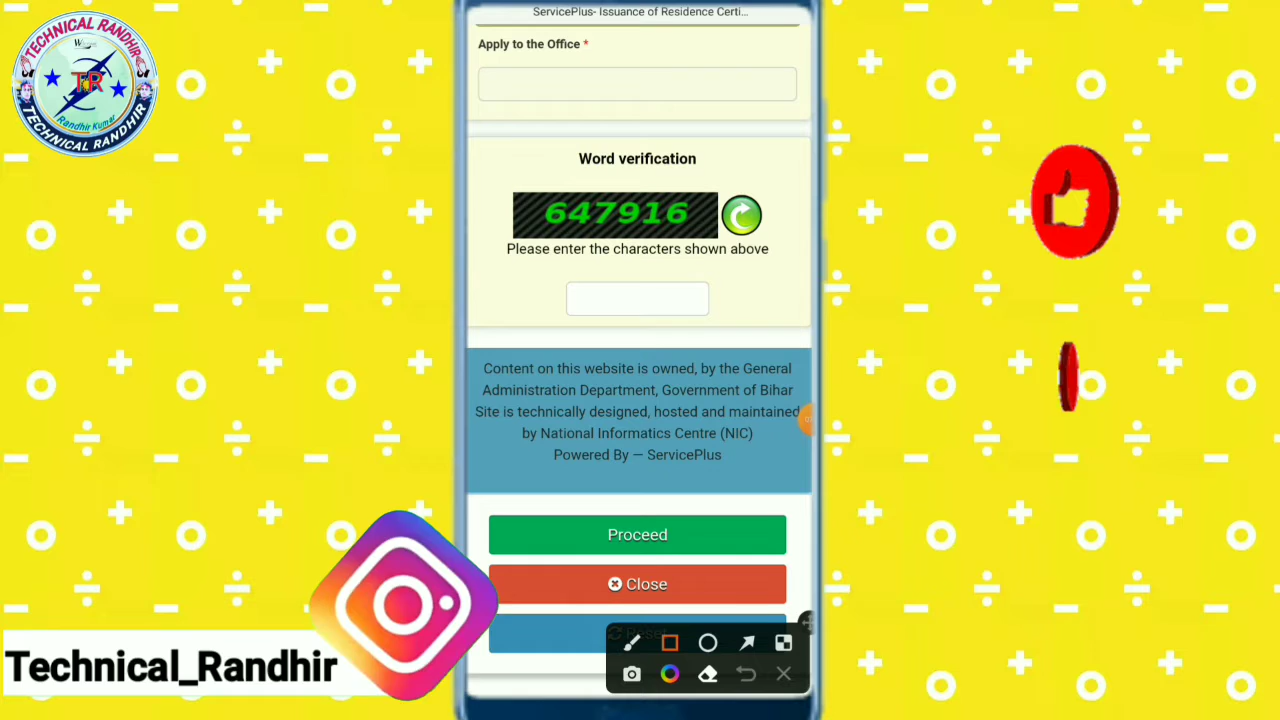 TECHNICAL RANDHIR
TR
Randhir Kumar
TECHNICAL RANDHIR
ServicePlus- Issuance of Residence Certi...
Apply to the Office *
Word verification
647916
Please enter the characters shown above
Content on this website is owned, by the General
Administration Department, Government of Bihar
Site is technically designed, hosted and maintained
by National Informatics Centre (NIC)
Powered By — ServicePlus
Proceed
Close
Reset
Technical_Randhir